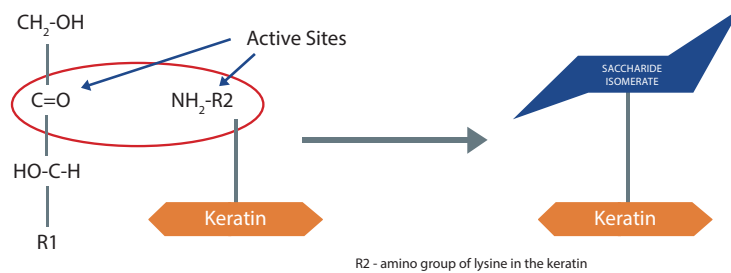 CH2-OH
Active Sites
C=O
NH2-R2
HO-C-H
R1
Keratin
SACCHARIDE
ISOMERATE
Keratin
R2 - amino group of lysine in the keratin